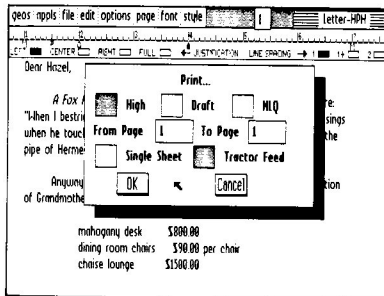 geos appls file edit options page font style 1 letter-HPH
LEFT CENTER RIGHT FULL JUSTIFICATION LINE SPACING 1 1½ 2
Dear Hazel,
Print...
A Fox
High Draft NLQ
re:
"When I bestri
sings
when he touc
From Page 1 To Page 1
the
pipe of Herme
Single Sheet Tractor Feed
Anyway
tion
of Grandmothe
OK Cancel
mahogany desk $800.00
dining room chairs $90.00 per chair
chaise lounge $1500.00